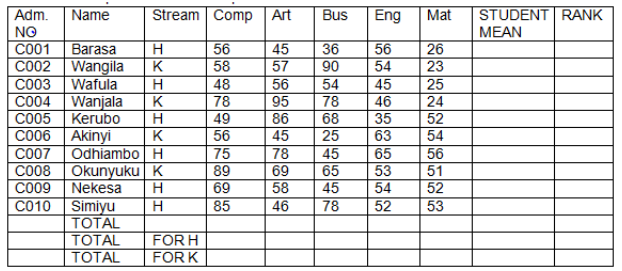 Adm. NO Name Stream Comp Art Bus Eng Mat STUDENT MEAN RANK
C001 Barasa H 56 45 36 56 26
C002 Wangila K 58 57 90 54 23
C003 Wafula H 48 56 54 45 25
C004 Wanjala K 78 95 78 46 24
C005 Kerubo H 49 86 68 35 52
C006 Akinyi K 56 45 25 63 54
C007 Odhiambo H 75 78 45 65 56
C008 Okunyuku K 89 69 65 53 51
C009 Nekesa H 69 58 45 54 52
C010 Simiyu H 85 46 78 52 53
TOTAL
TOTAL FOR H
TOTAL FOR K